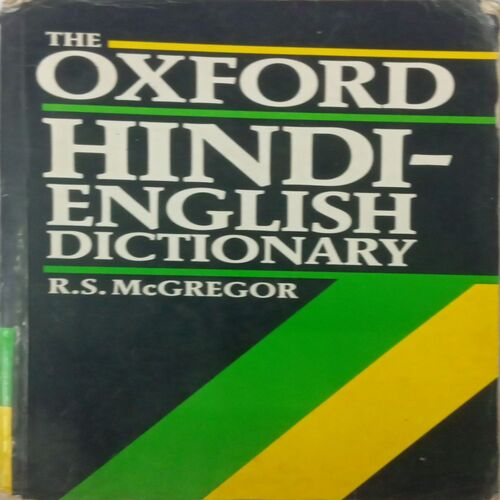 THE
OXFORD
HINDI-
ENGLISH
DICTIONARY
R.S. McGREGOR